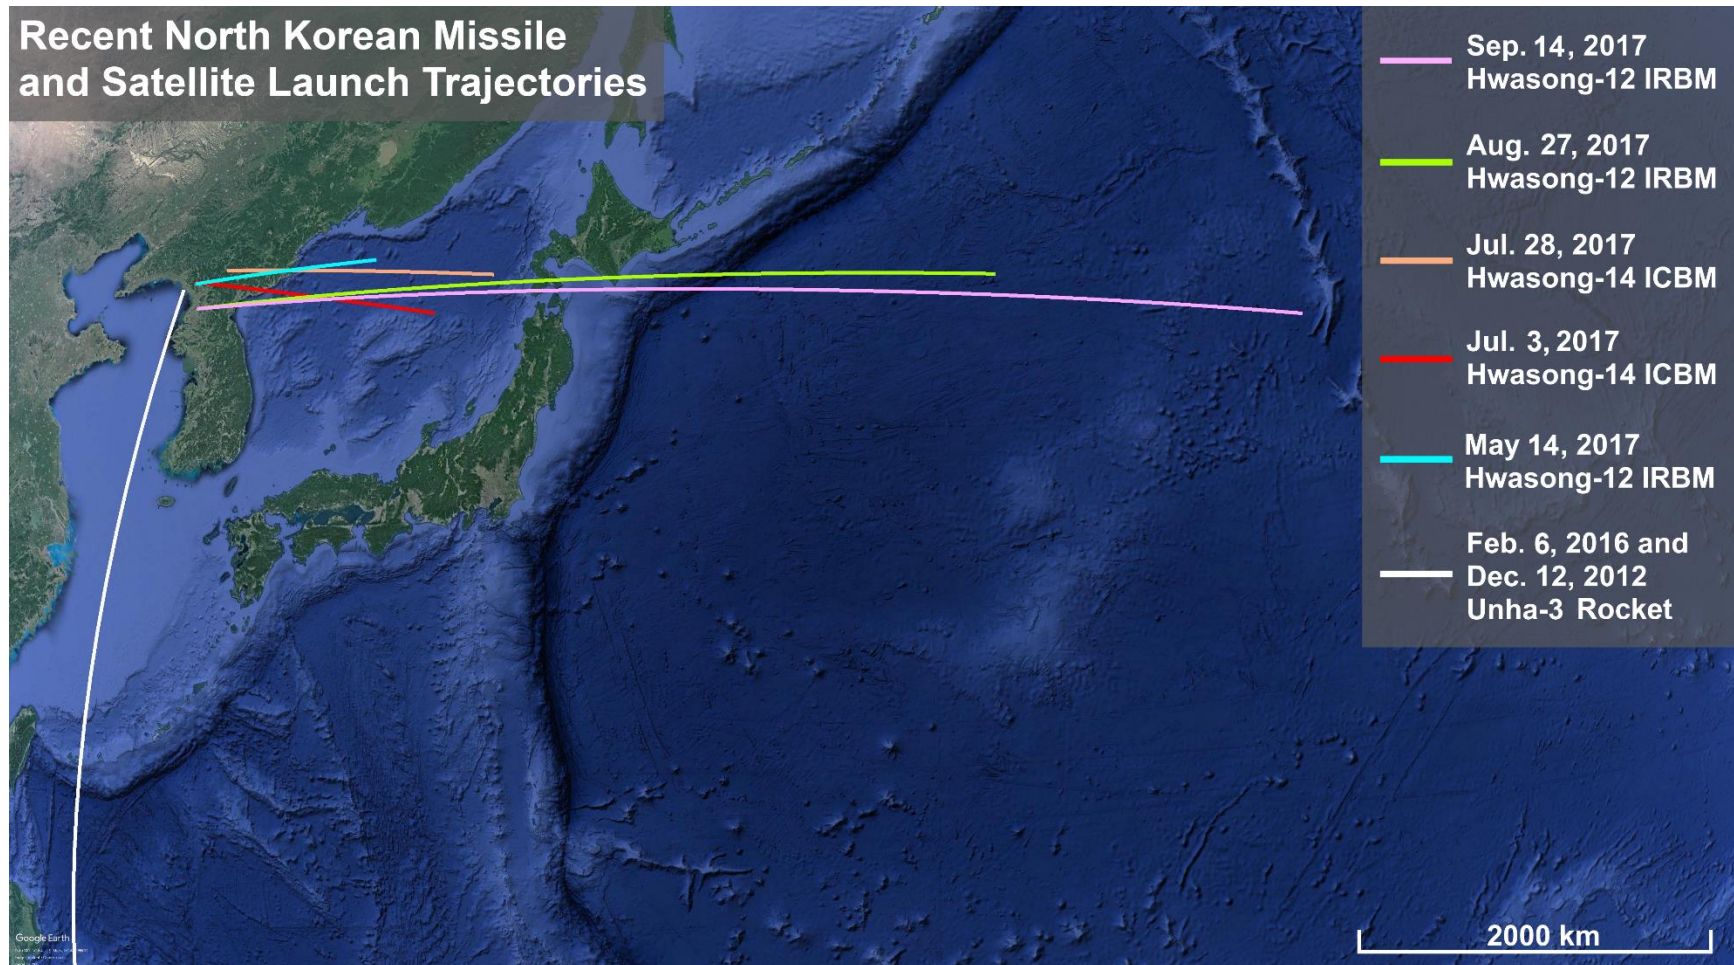 Recent North Korean Missile
and Satellite Launch Trajectories
Sep. 14, 2017
Hwasong-12 IRBM
Aug. 27, 2017
Hwasong-12 IRBM
Jul. 28, 2017
Hwasong-14 ICBM
Jul. 3, 2017
Hwasong-14 ICBM
May 14, 2017
Hwasong-12 IRBM
Feb. 6, 2016 and
Dec. 12, 2012
Unha-3 Rocket
Google Earth
2000 km